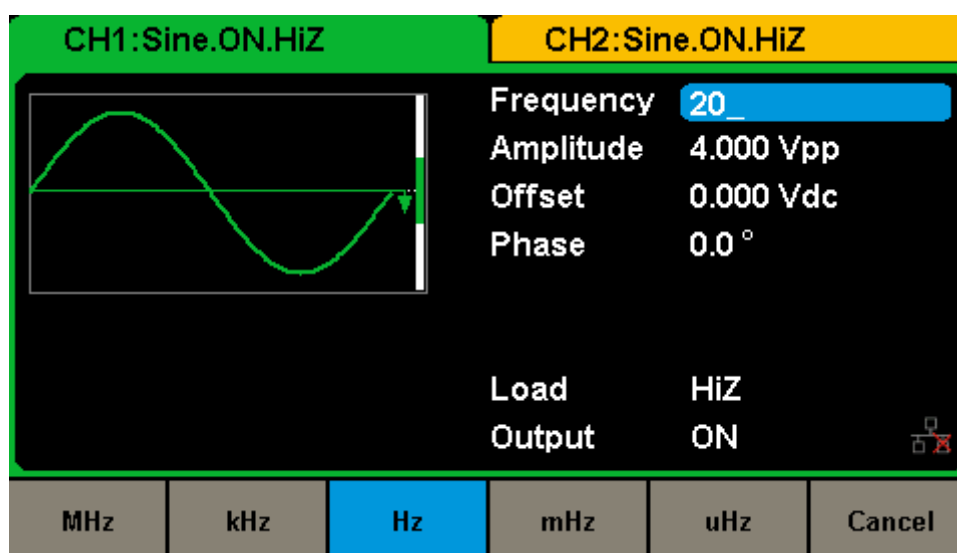 CH1:Sine.ON.HiZ CH2:Sine.ON.HiZ
Frequency 20_
Amplitude 4.000 Vpp
Offset 0.000 Vdc
Phase 0.0 °
Load HiZ
Output ON
MHz kHz Hz mHz uHz Cancel